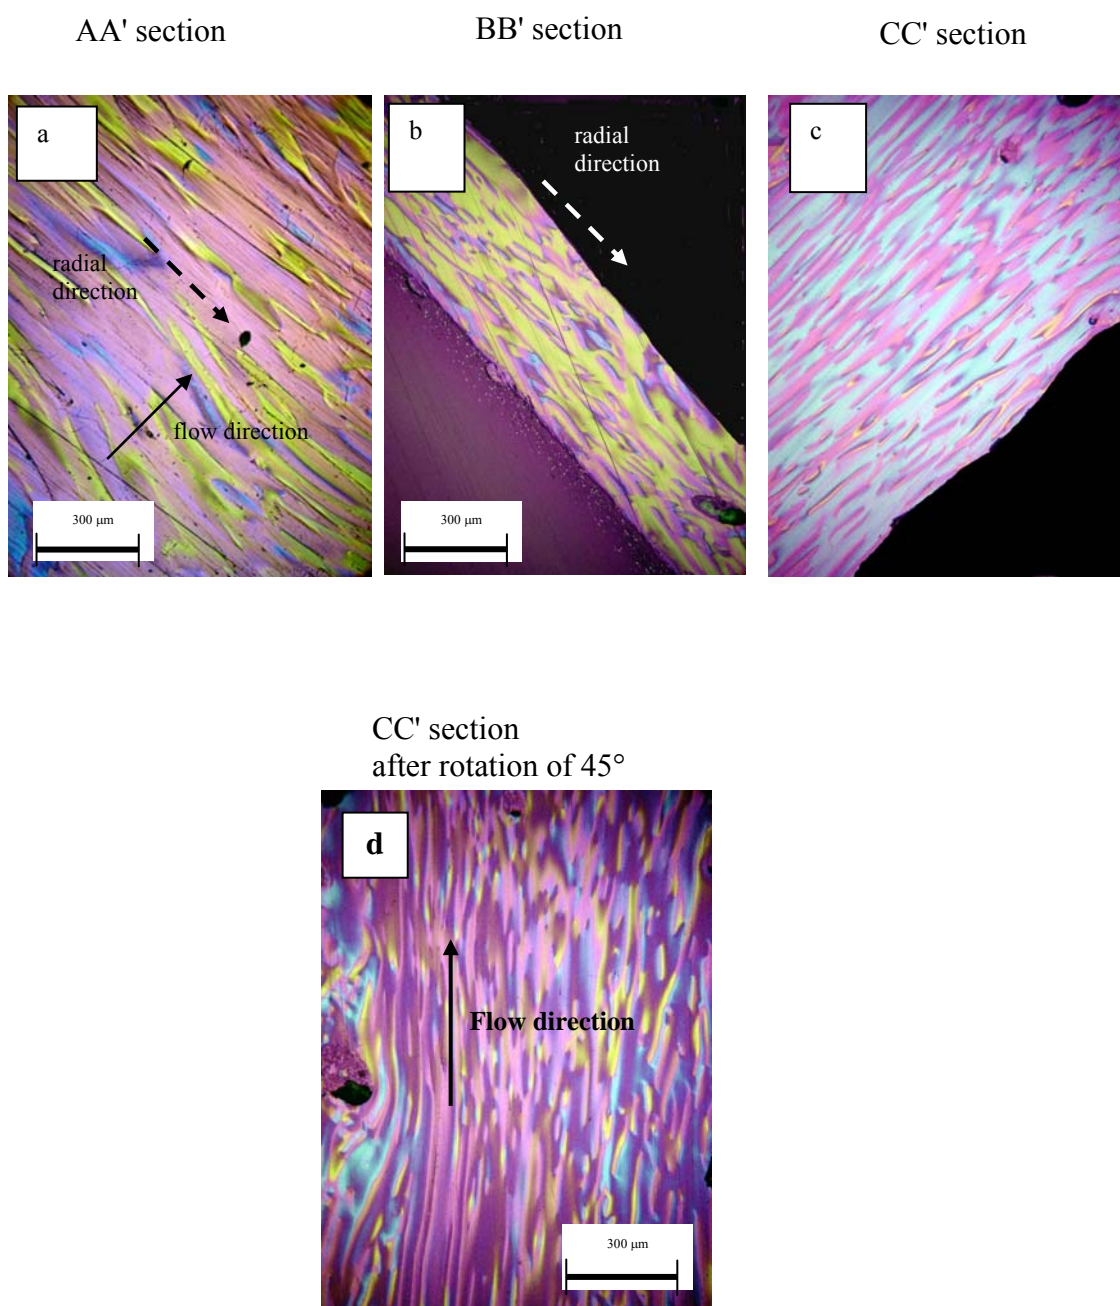 AA' section
BB' section
CC' section
a
radial
direction
flow direction
300 μm
b
radial
direction
300 μm
c
CC' section
after rotation of 45°
d
Flow direction
300 μm